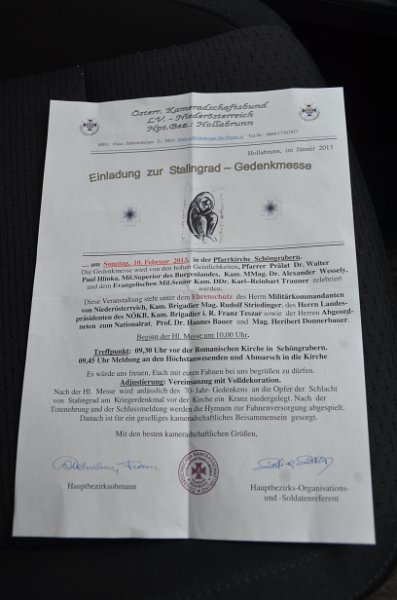 Österr. Kameradschaftsbund
LV. - Niederösterreich
Hpt.Bez.: Hollabrunn
HBO, Franz Schierlnberger E - Mail: Tel.Nr.:
Hollabrunn, im Jänner 2013
Einladung zur Stalingrad – Gedenkmesse
....am Sonntag, 10. Februar 2013, in der Pfarrkirche Schöngrabern.
Die Gedenkmesse wird von den hohen Geistlichkeiten, Pfarrer Prälat Dr. Walter
Paul Hlinka, Mil.Superior des Burgenlandes, Kam. MMag. Dr. Alexander Wessely,
und dem Evangelischen Mil.Senior Kam. DDr. Karl–Reinhart Trauner zelebriert
werden.
Diese Veranstaltung steht unter dem Ehrenschutz des Herrn Militärkommandanten
von Niederösterreich, Kam. Brigadier Mag. Rudolf Striedinger, des Herrn Landes-
präsidenten des NÖKB, Kam. Brigadier i. R. Franz Teszar sowie der Herren Abgeord-
neten zum Nationalrat. Prof. Dr. Hannes Bauer und Mag. Heribert Donnerbauer
Beginn der Hl. Messe um 10,00 Uhr.
Treffpunkt: 09,30 Uhr vor der Romanischen Kirche in Schöngrabern.
09,45 Uhr Meldung an den Höchstanwesenden und Abmarsch in die Kirche
Es würde uns freuen, Euch mit euren Fahnen bei uns begrüßen zu dürfen.
Adjustierung: Vereinsanzug mit Volldekoration.
Nach der Hl. Messe wird anlässlich des 70-Jahr- Gedenkens an die Opfer der Schlacht
von Stalingrad am Kriegerdenkmal vor der Kirche ein Kranz niedergelegt. Nach der
Totenehrung und der Schlussmeldung werden die Hymnen zur Fahnenversorgung abgespielt.
Danach ist für ein geselliges kameradschaftliches Beisammensein gesorgt.
Mit den besten kameradschaftlichen Grüßen,
Hauptbezirksobmann
Hauptbezirks-Organisations-
und -Soldatenreferent